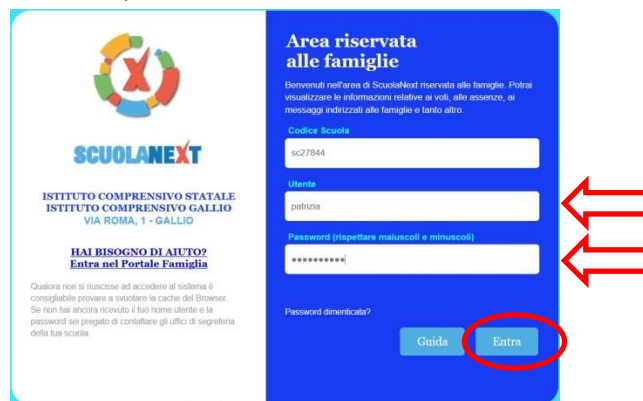 SCUOLANEXT
ISTITUTO COMPRENSIVO STATALE
ISTITUTO COMPRENSIVO GALLIO
VIA ROMA, 1 - GALLIO
HAI BISOGNO DI AIUTO?
Entra nel Portale Famiglia
Qualora non si riuscisse ad accedere al sistema è
consigliabile provare a svuotare la cache del Browser.
Se non hai ancora ricevuto il tuo nome utente e la
password sei pregato di contattare gli uffici di segreteria
della tua scuola.
Area riservata
alle famiglie
Benvenuti nell'area di ScuolaNext riservata alle famiglie. Potrai
visualizzare le informazioni relative ai voti, alle assenze, ai
messaggi indirizzati alle famiglie e tanto altro.
Codice Scuola
sc27844
Utente
patrizia
Password (rispettare maiuscoli e minuscoli)
••••••••••
Password dimenticata?
Guida
Entra